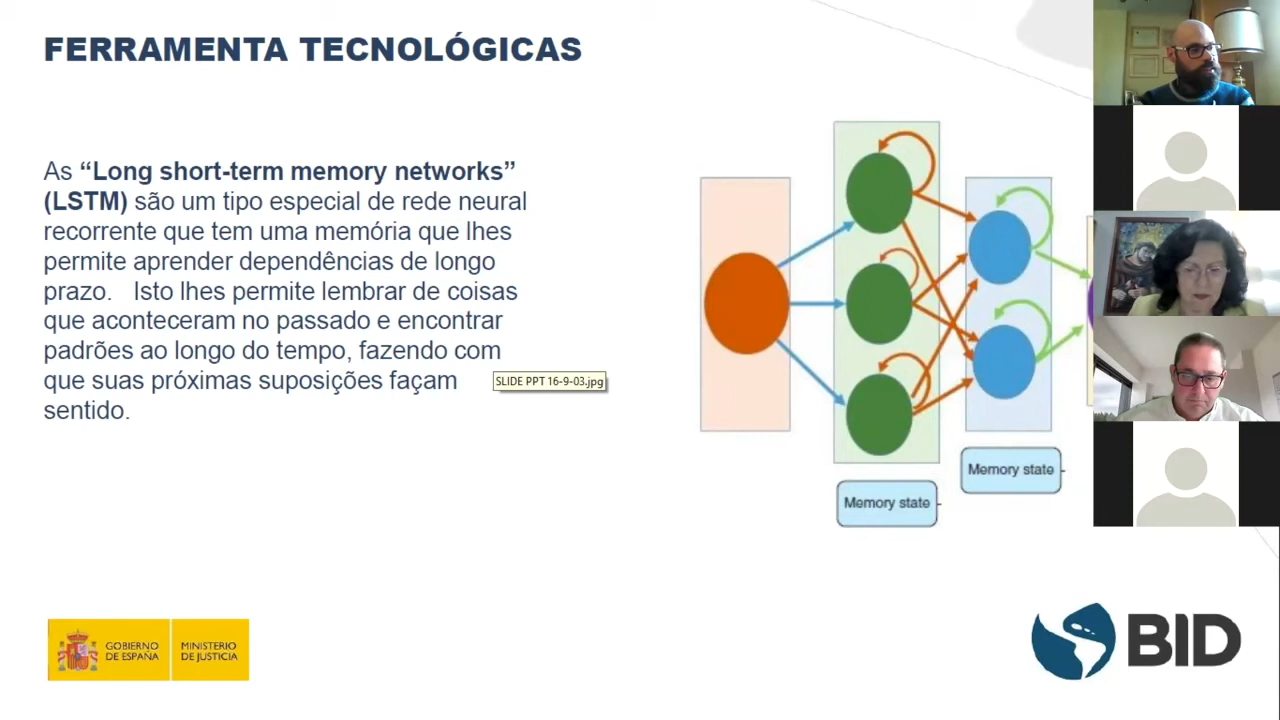 FERRAMENTA TECNOLÓGICAS
As “Long short-term memory networks”
(LSTM) são um tipo especial de rede neural
recorrente que tem uma memória que lhes
permite aprender dependências de longo
prazo.   Isto lhes permite lembrar de coisas
que aconteceram no passado e encontrar
padrões ao longo do tempo, fazendo com
que suas próximas suposições façam
sentido.
SLIDE PPT 16-9-03.jpg
Memory state
Memory state
GOBIERNO
DE ESPAÑA
MINISTERIO
DE JUSTICIA
BID